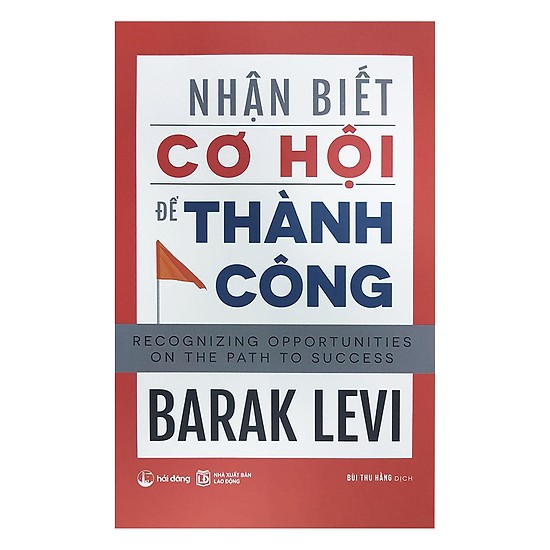 NHẬN BIẾT
CƠ HỘI
ĐỂ THÀNH
CÔNG
RECOGNIZING OPPORTUNITIES
ON THE PATH TO SUCCESS
BARAK LEVI
hải đăng
LĐ
NHÀ XUẤT BẢN
LAO ĐỘNG
BÙI THU HẰNG DỊCH